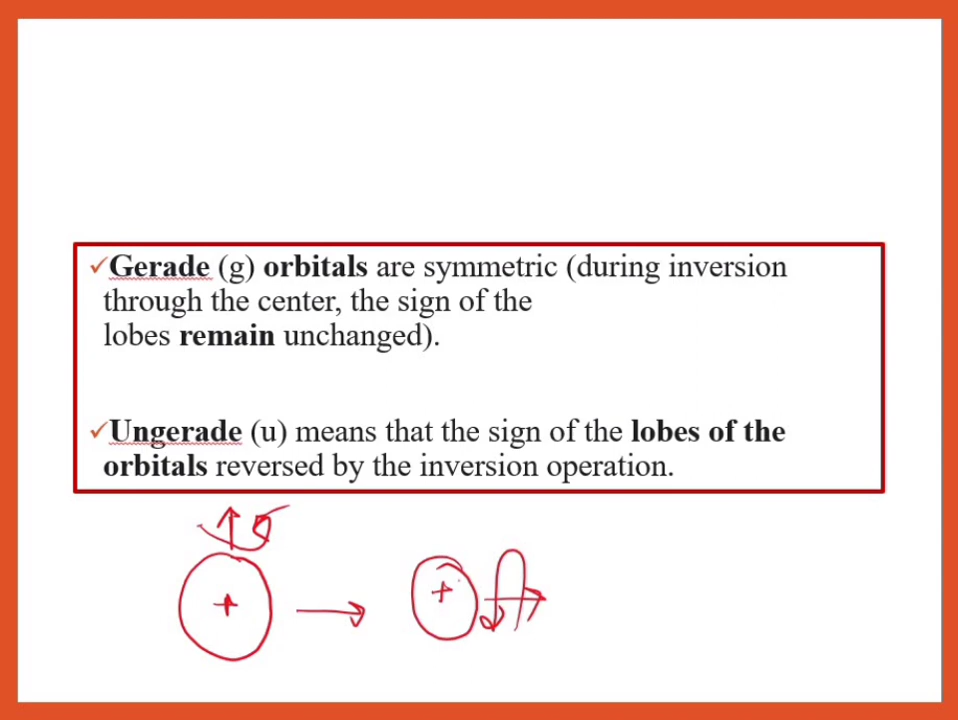 ✓Gerade (g) orbitals are symmetric (during inversion
through the center, the sign of the
lobes remain unchanged).
✓Ungerade (u) means that the sign of the lobes of the
orbitals reversed by the inversion operation.
+ → +